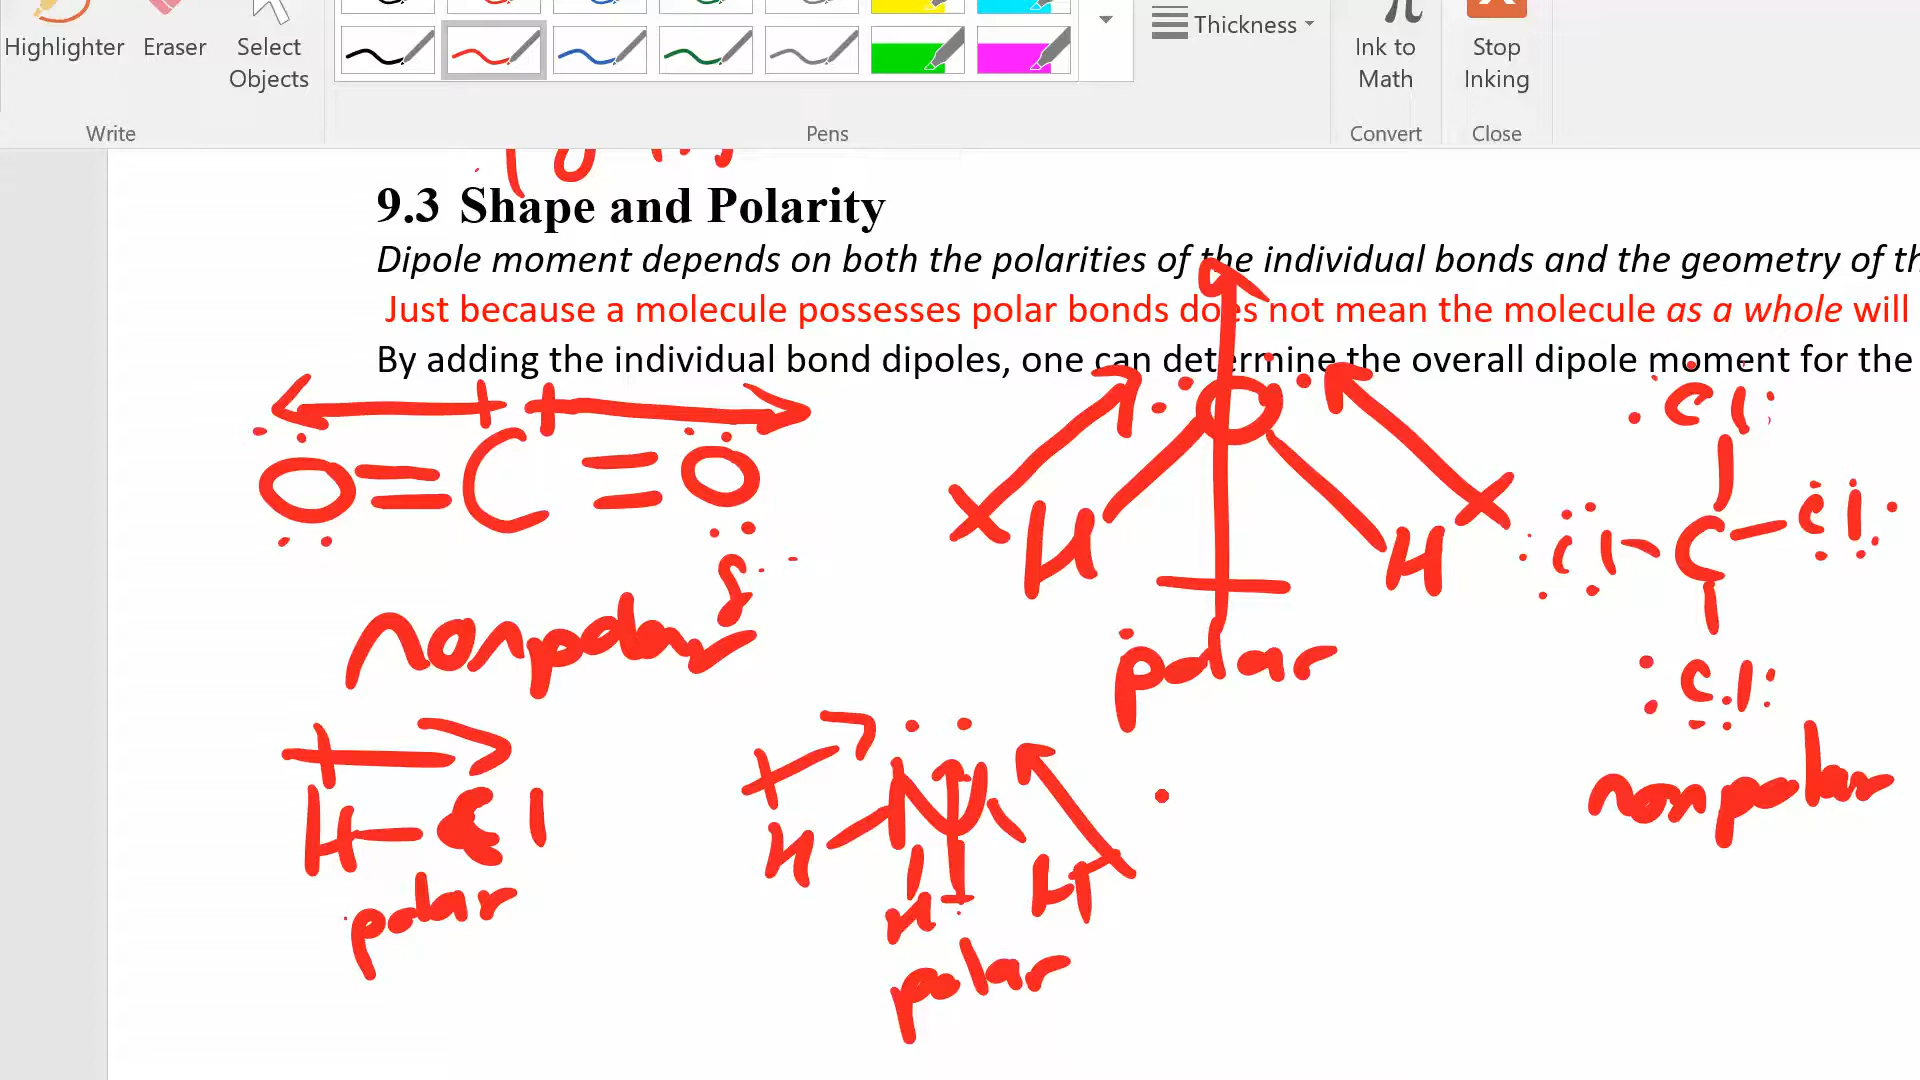 Highlighter Eraser Select Objects
Thickness
Ink to Math
Stop Inking
Write
Pens
Convert
Close
9.3 Shape and Polarity
Dipole moment depends on both the polarities of the individual bonds and the geometry of th
Just because a molecule possesses polar bonds does not mean the molecule as a whole will
By adding the individual bond dipoles, one can determine the overall dipole moment for the
O=C=O
nonpolar
O
H H
polar
Cl
Cl-C-Cl
Cl
nonpolar
H-Cl
polar
N
H H H
polar